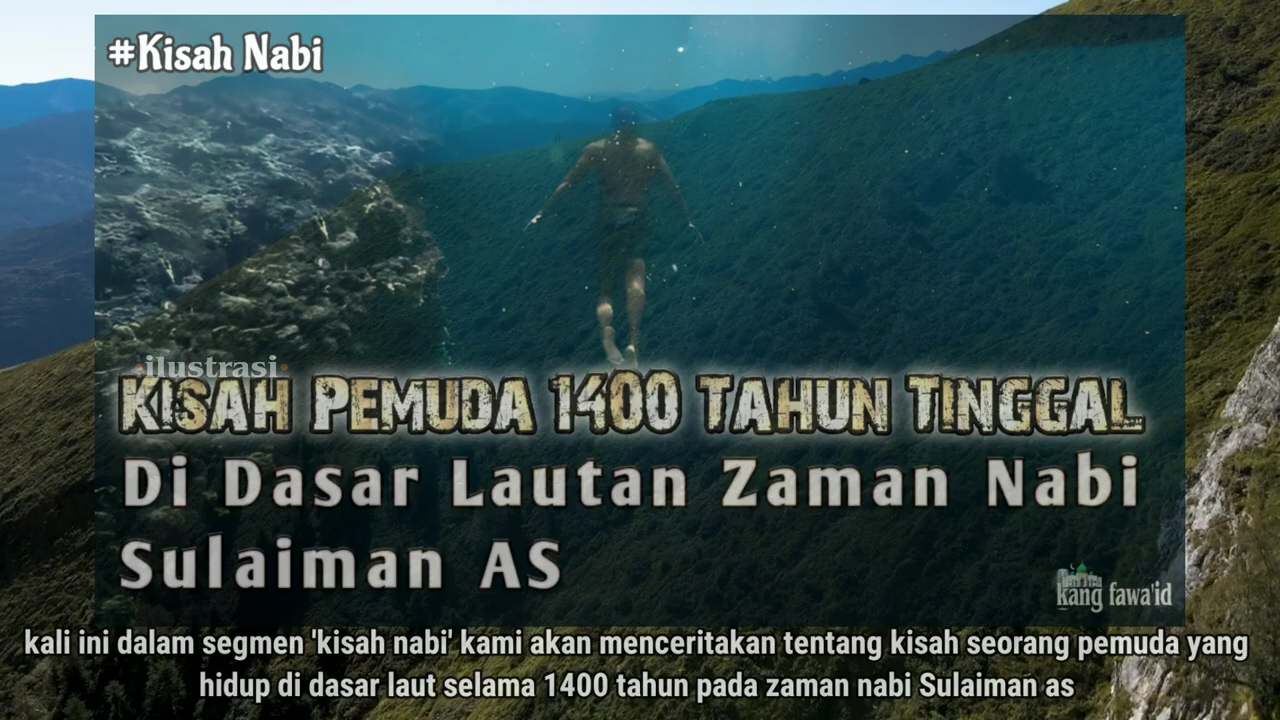 #Kisah Nabi
·ilustrasi·
KISAH PEMUDA 1400 TAHUN TINGGAL
Di Dasar Lautan Zaman Nabi
Sulaiman AS
kang fawa'id
kali ini dalam segmen 'kisah nabi' kami akan menceritakan tentang kisah seorang pemuda yang
hidup di dasar laut selama 1400 tahun pada zaman nabi Sulaiman as